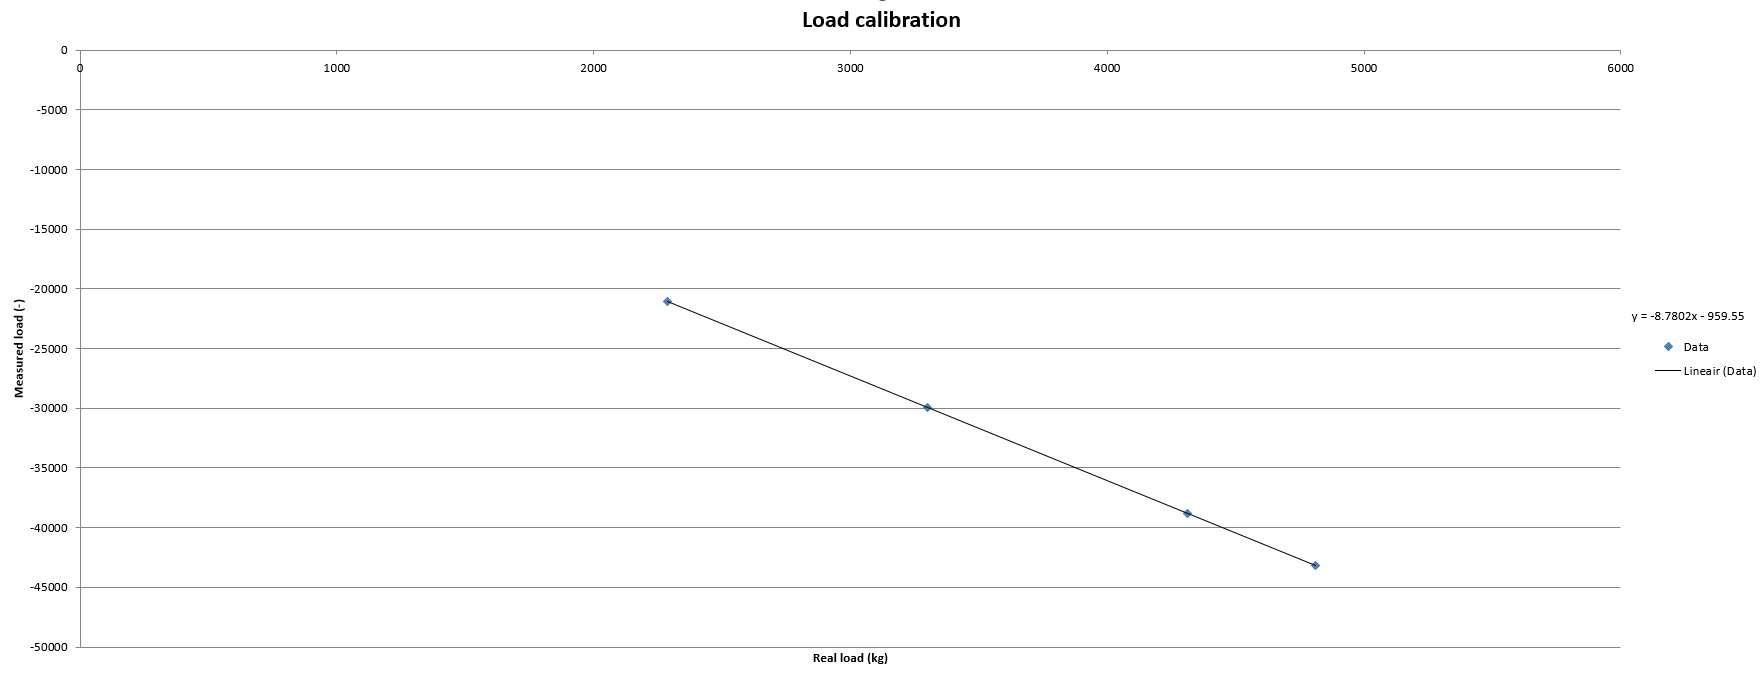 Load calibration
0
0 1000 2000 3000 4000 5000 6000
-5000
-10000
-15000
-20000
-25000
-30000
-35000
-40000
-45000
-50000
Measured load (-)
Real load (kg)
y = -8.7802x - 959.55
Data
Lineair (Data)